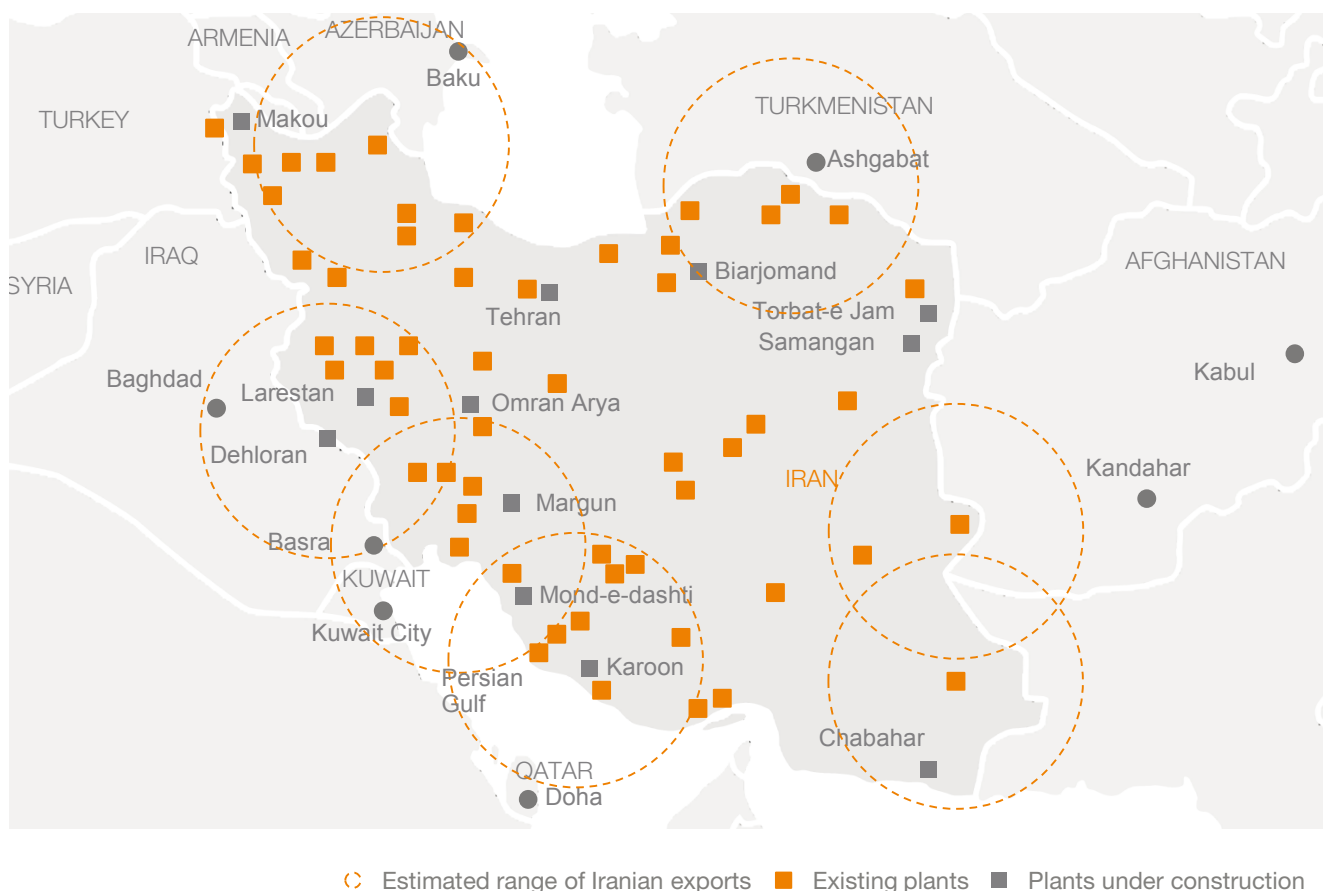 AZERBAIJAN
ARMENIA
Baku
TURKMENISTAN
TURKEY
Makou
Ashgabat
IRAQ
AFGHANISTAN
Biarjomand
SYRIA
Torbat-e Jam
Tehran
Samangan
Kabul
Baghdad
Larestan
Omran Arya
Dehloran
Kandahar
IRAN
Margun
Basra
KUWAIT
Mond-e-dashti
Kuwait City
Karoon
Persian
Gulf
Chabahar
QATAR
Doha
Estimated range of Iranian exports Existing plants Plants under construction